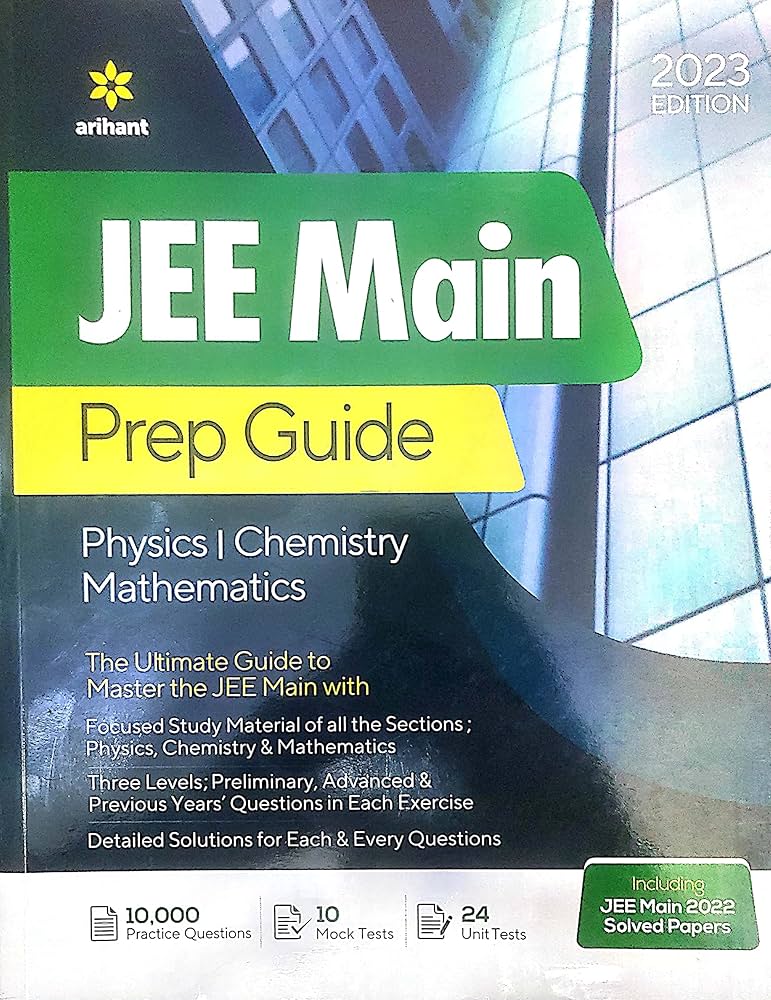 arihant
2023
EDITION
JEE Main
Prep Guide
Physics | Chemistry
Mathematics
The Ultimate Guide to
Master the JEE Main with
Focused Study Material of all the Sections ;
Physics, Chemistry & Mathematics
Three Levels; Preliminary, Advanced &
Previous Years' Questions in Each Exercise
Detailed Solutions for Each & Every Questions
10,000
Practice Questions
10
Mock Tests
24
Unit Tests
Including
JEE Main 2022
Solved Papers